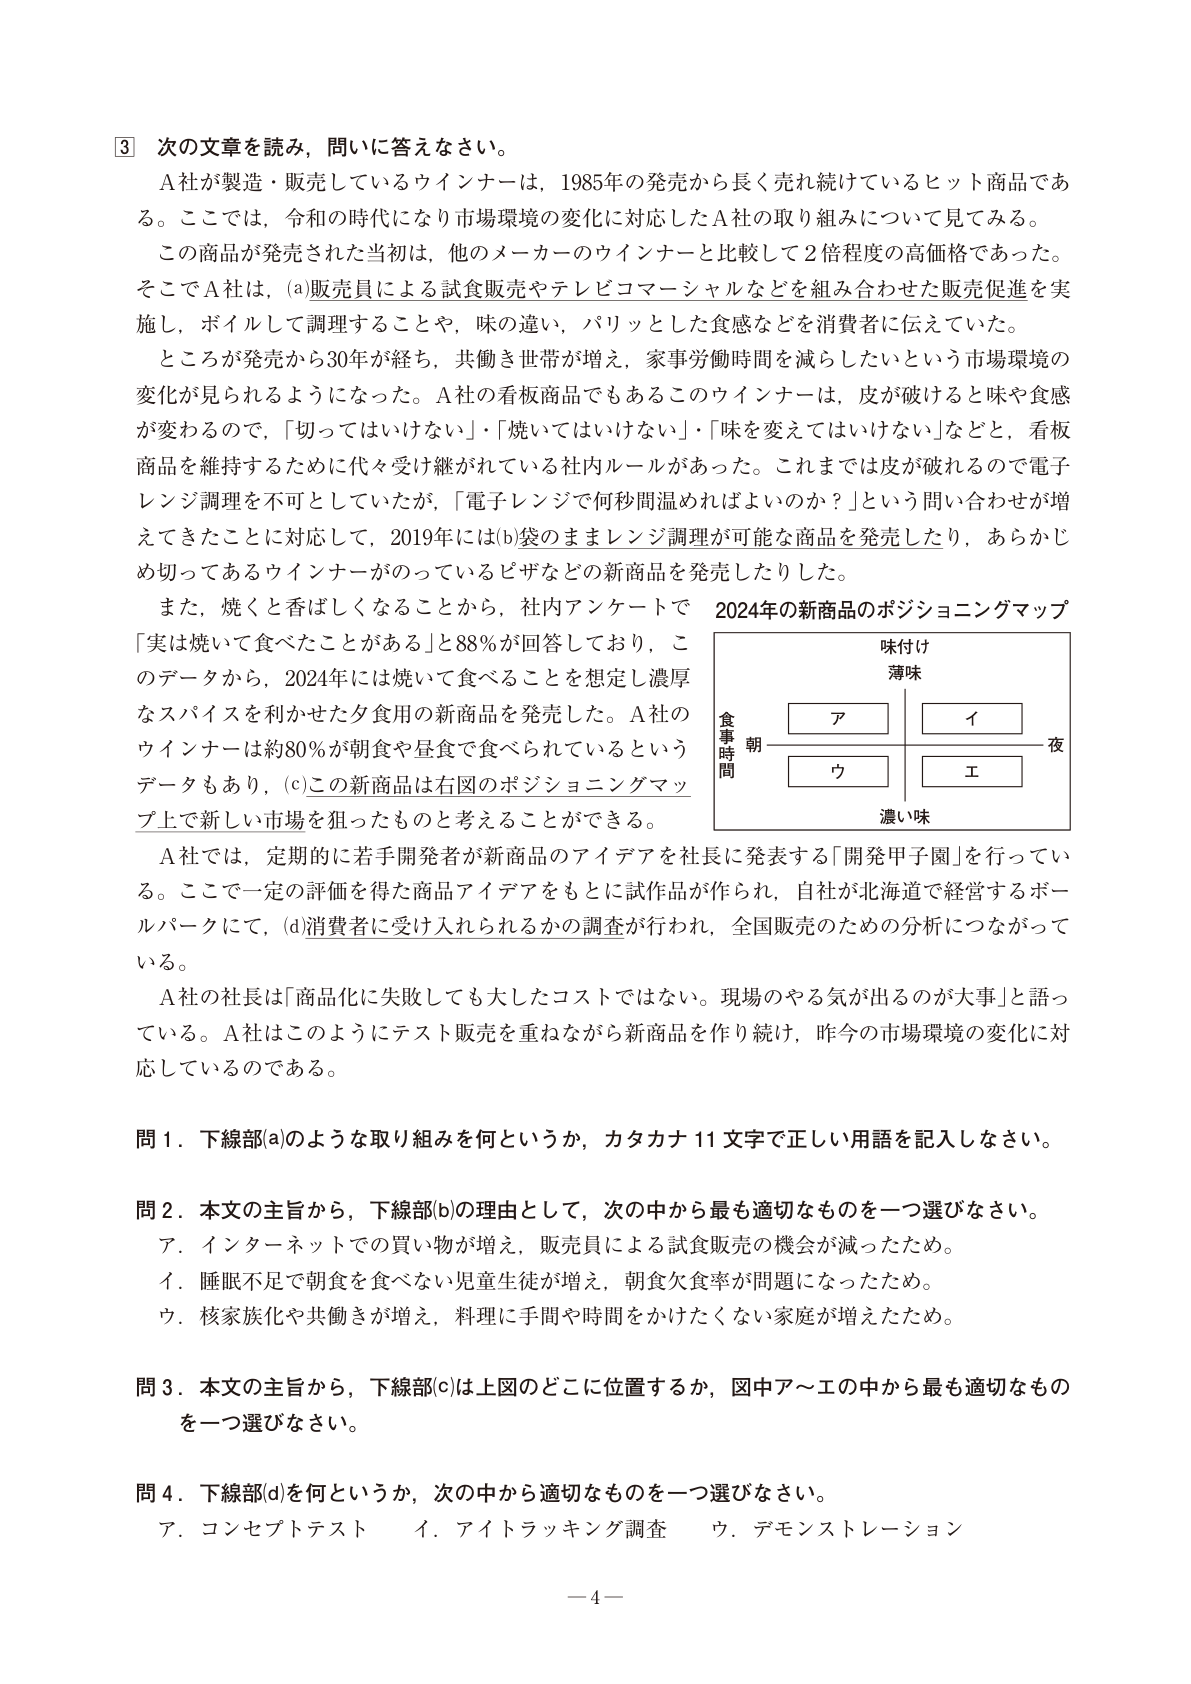 3　次の文章を読み，問いに答えなさい。
A社が製造・販売しているウインナーは，1985年の発売から長く売れ続けているヒット商品であ
る。ここでは，令和の時代になり市場環境の変化に対応したA社の取り組みについて見てみる。
この商品が発売された当初は，他のメーカーのウインナーと比較して２倍程度の高価格であった。
そこでA社は，(a)販売員による試食販売やテレビコマーシャルなどを組み合わせた販売促進を実
施し，ボイルして調理することや，味の違い，パリッとした食感などを消費者に伝えていた。
ところが発売から30年が経ち，共働き世帯が増え，家事労働時間を減らしたいという市場環境の
変化が見られるようになった。A社の看板商品でもあるこのウインナーは，皮が破けると味や食感
が変わるので，「切ってはいけない」・「焼いてはいけない」・「味を変えてはいけない」などと，看板
商品を維持するために代々受け継がれている社内ルールがあった。これまでは皮が破れるので電子
レンジ調理を不可としていたが，「電子レンジで何秒間温めればよいのか？」という問い合わせが増
えてきたことに対応して，2019年には(b)袋のままレンジ調理が可能な商品を発売したり，あらかじ
め切ってあるウインナーがのっているピザなどの新商品を発売したりした。
また，焼くと香ばしくなることから，社内アンケートで
「実は焼いて食べたことがある」と88％が回答しており，こ
のデータから，2024年には焼いて食べることを想定し濃厚
なスパイスを利かせた夕食用の新商品を発売した。A社の
ウインナーは約80％が朝食や昼食で食べられているという
データもあり，(c)この新商品は右図のポジショニングマッ
プ上で新しい市場を狙ったものと考えることができる。
2024年の新商品のポジショニングマップ
味付け
薄味
食事時間
朝
ア
イ
夜
ウ
エ
濃い味
A社では，定期的に若手開発者が新商品のアイデアを社長に発表する「開発甲子園」を行ってい
る。ここで一定の評価を得た商品アイデアをもとに試作品が作られ，自社が北海道で経営するボー
ルパークにて，(d)消費者に受け入れられるかの調査が行われ，全国販売のための分析につながって
いる。
A社の社長は「商品化に失敗しても大したコストではない。現場のやる気が出るのが大事」と語っ
ている。A社はこのようにテスト販売を重ねながら新商品を作り続け，昨今の市場環境の変化に対
応しているのである。
問１．下線部(a)のような取り組みを何というか，カタカナ 11 文字で正しい用語を記入しなさい。
問２．本文の主旨から，下線部(b)の理由として，次の中から最も適切なものを一つ選びなさい。
ア．インターネットでの買い物が増え，販売員による試食販売の機会が減ったため。
イ．睡眠不足で朝食を食べない児童生徒が増え，朝食欠食率が問題になったため。
ウ．核家族化や共働きが増え，料理に手間や時間をかけたくない家庭が増えたため。
問３．本文の主旨から，下線部(c)は上図のどこに位置するか，図中ア～エの中から最も適切なもの
を一つ選びなさい。
問４．下線部(d)を何というか，次の中から適切なものを一つ選びなさい。
ア．コンセプトテスト　　イ．アイトラッキング調査　　ウ．デモンストレーション
― 4 ―